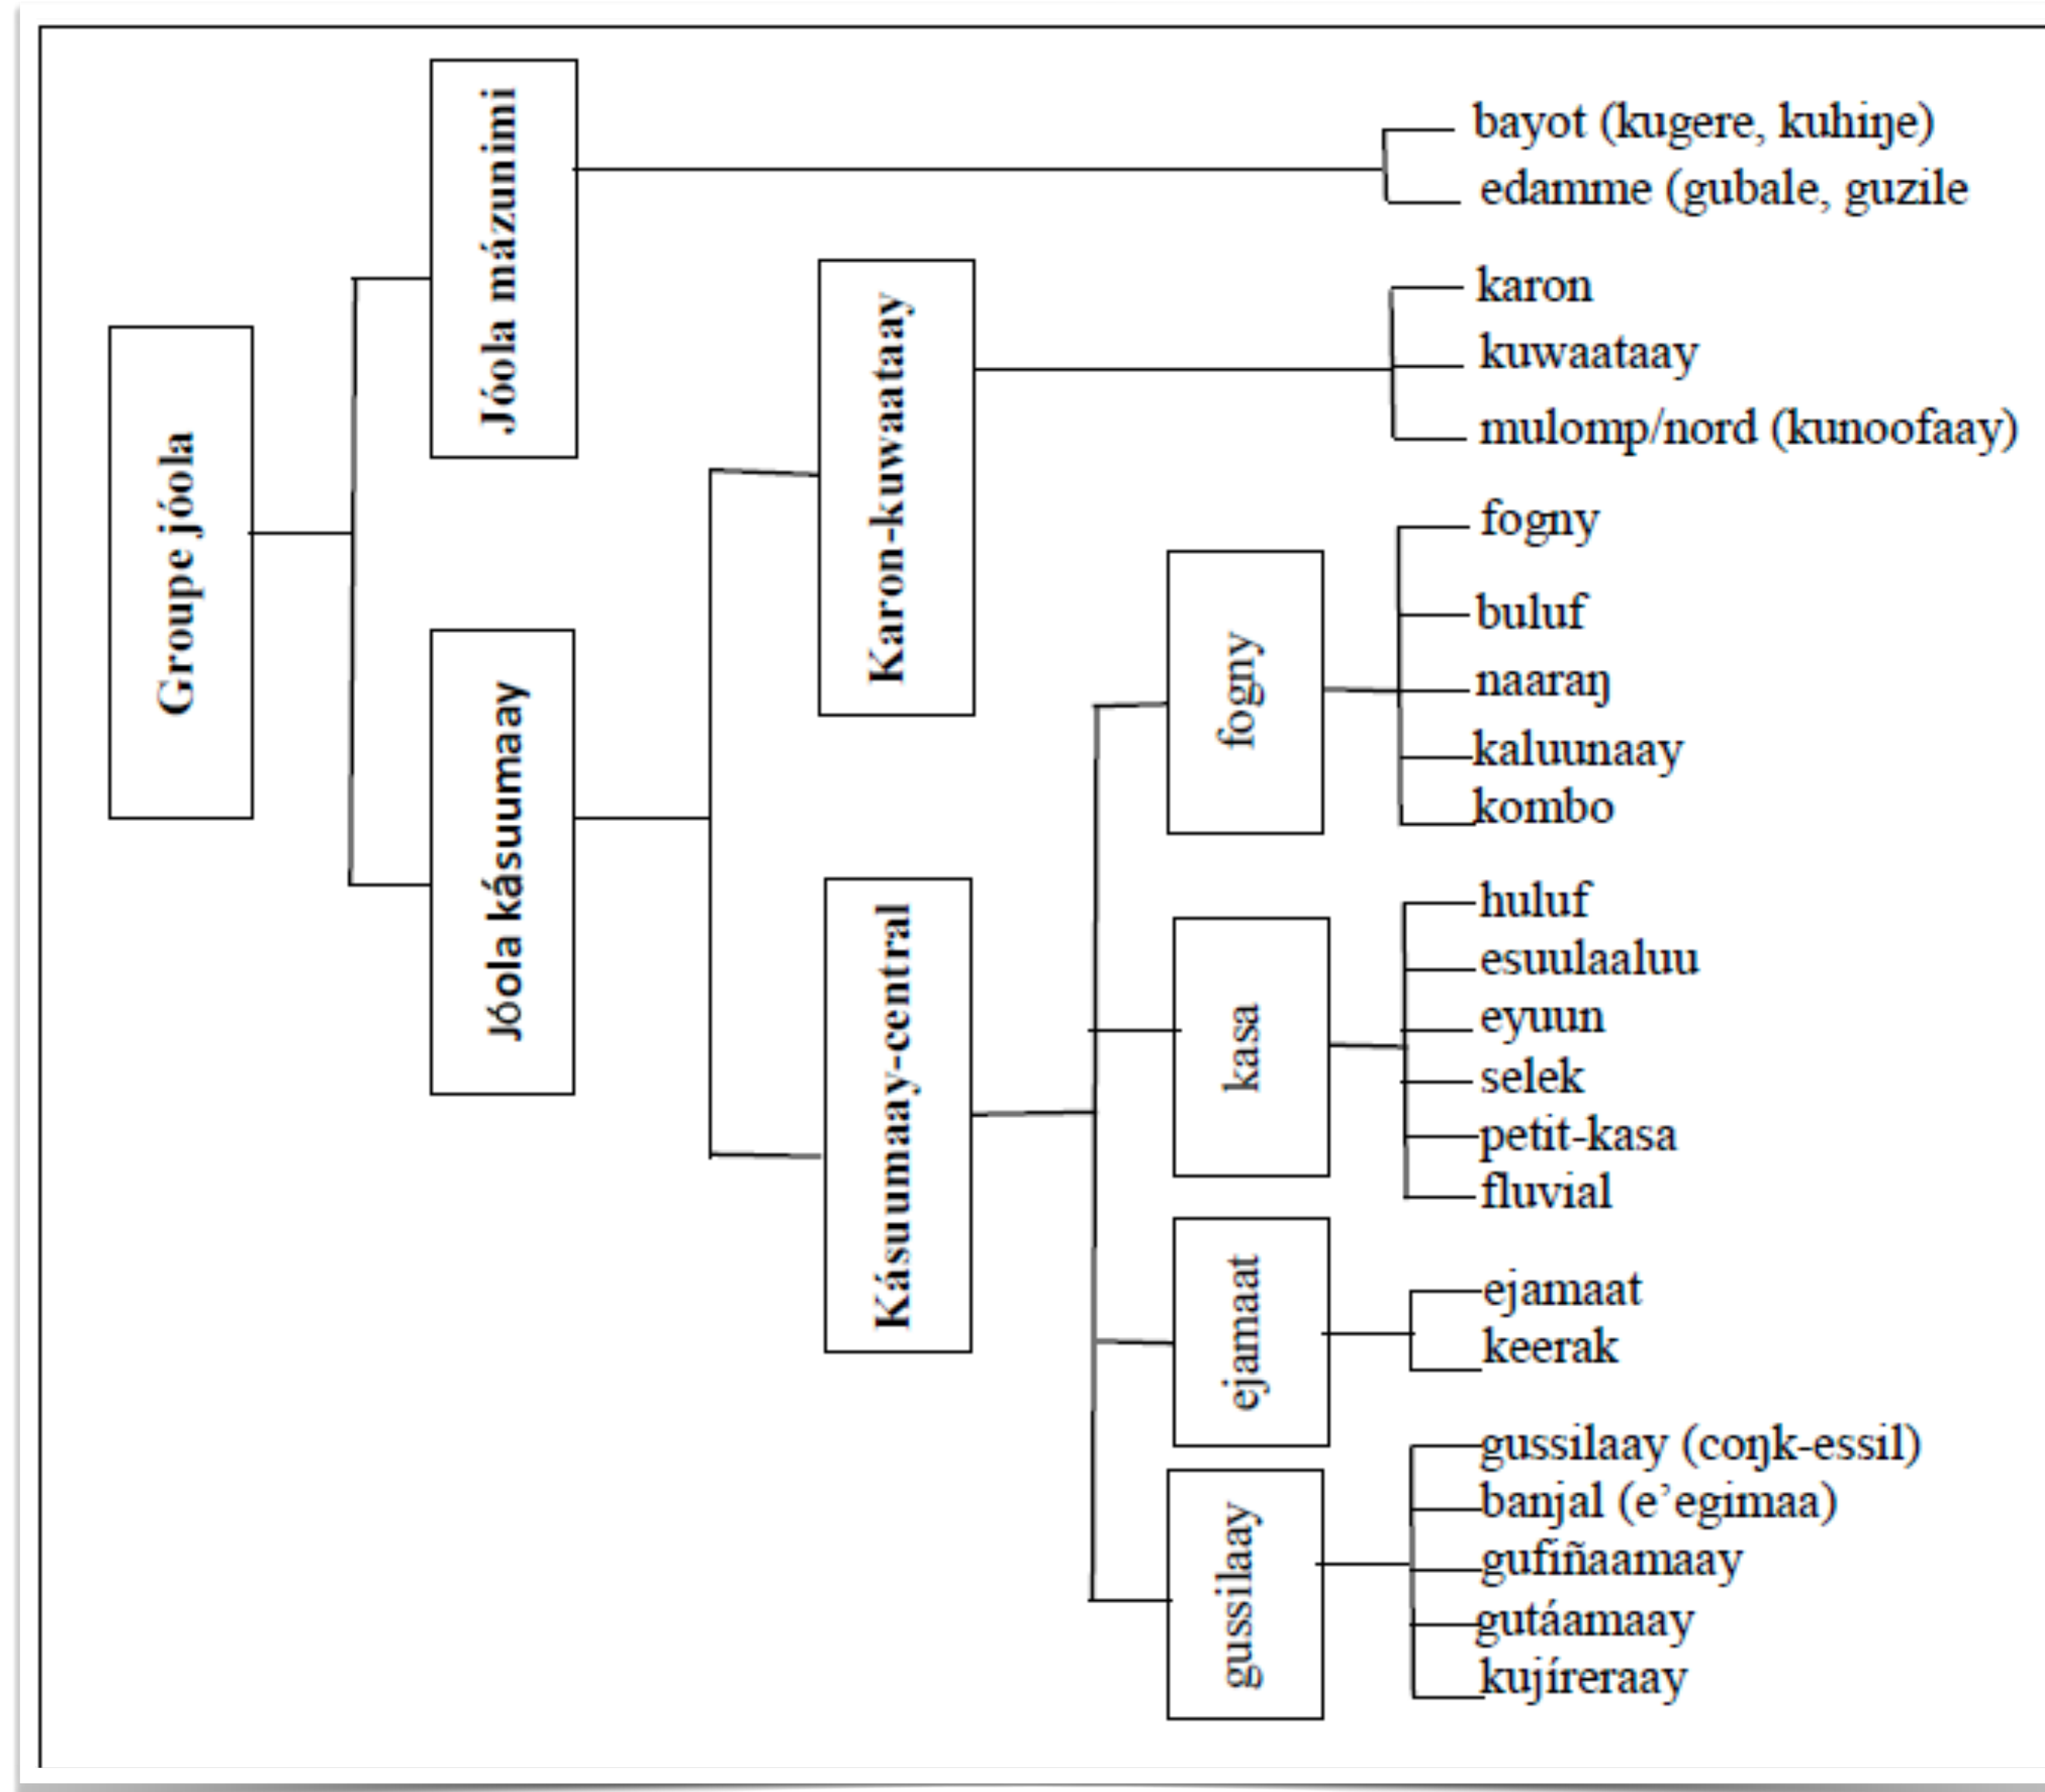 Groupe jóola
Jóola mázunimi
Jóola kásuumaay
Karon-kuwaataay
Kásuumaay-central
fogny
kasa
ejamaat
gussilaay
bayot (kugere, kuhiŋe)
edamme (gubale, guzile
karon
kuwaataay
mulomp/nord (kunoofaay)
fogny
buluf
naaraŋ
kaluunaay
kombo
huluf
esuulaaluu
eyuun
selek
petit-kasa
fluvial
ejamaat
keerak
gussilaay (coŋk-essil)
banjal (e’egimaa)
gufiñaamaay
gutáamaay
kujíreraay